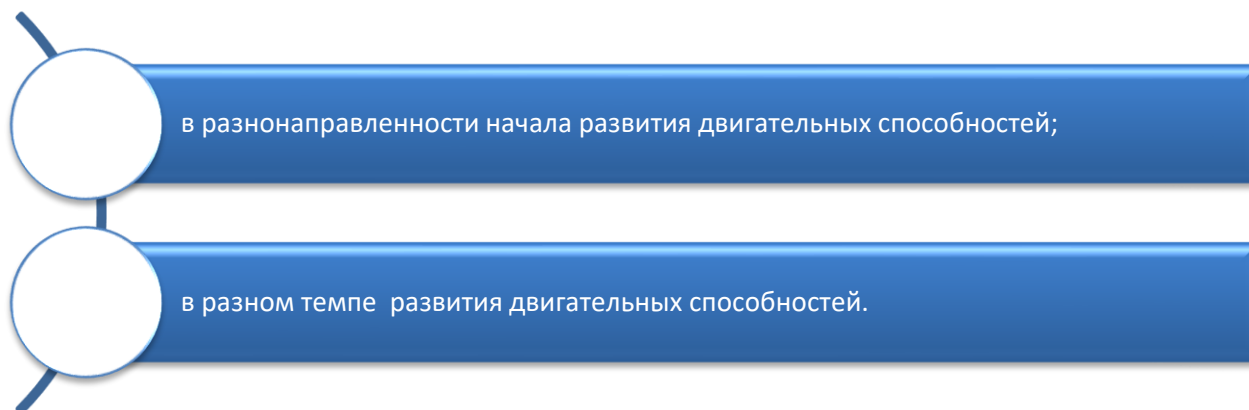 в разнонаправленности начала развития двигательных способностей;
в разном темпе  развития двигательных способностей.